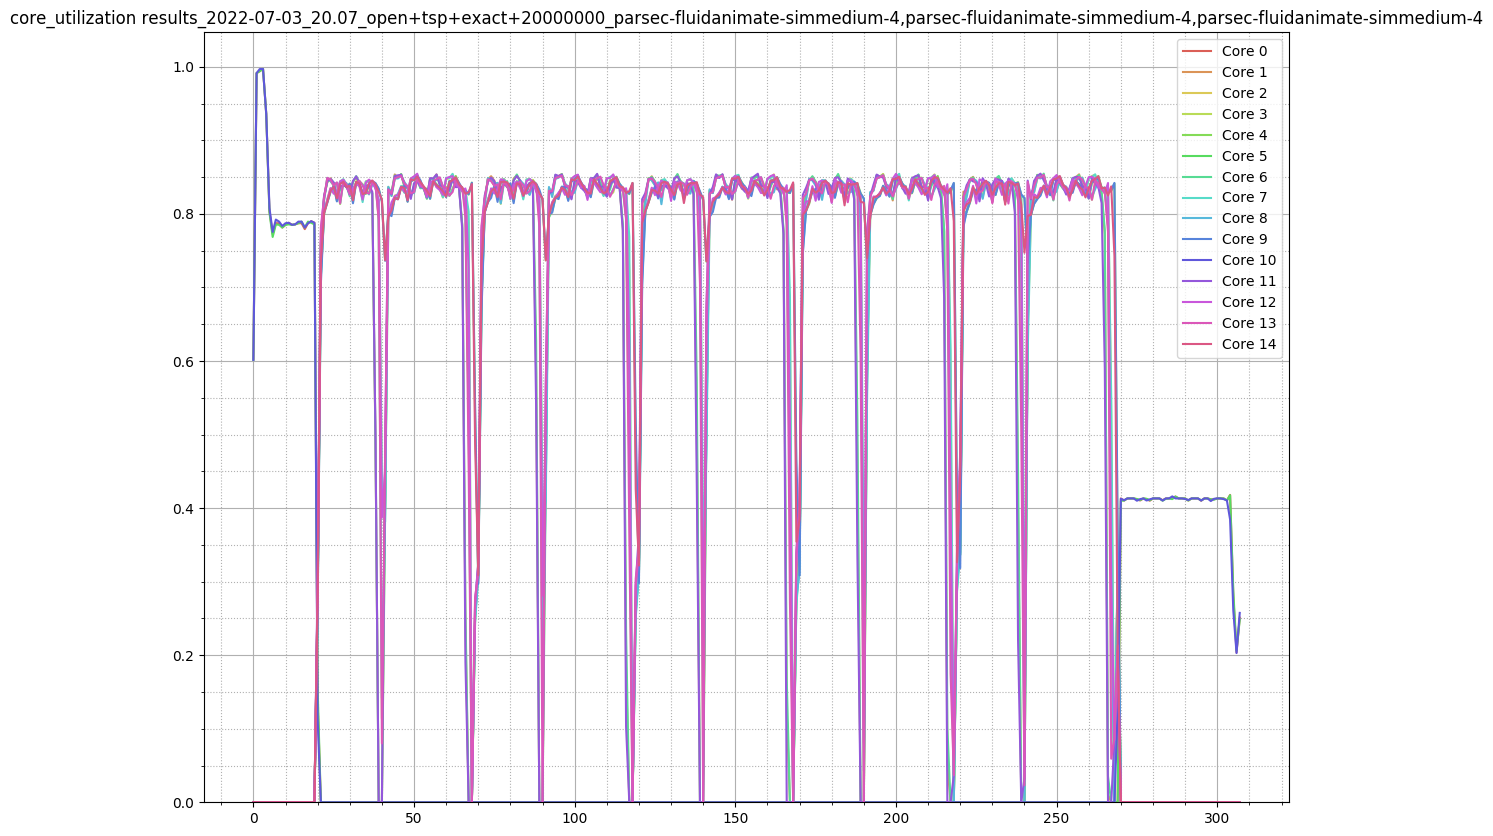 core_utilization results_2022-07-03_20.07_open+tsp+exact+20000000_parsec-fluidanimate-simmedium-4,parsec-fluidanimate-simmedium-4,parsec-fluidanimate-simmedium-4
1.0
0.8
0.6
0.4
0.2
0.0
0 50 100 150 200 250 300
Core 0
Core 1
Core 2
Core 3
Core 4
Core 5
Core 6
Core 7
Core 8
Core 9
Core 10
Core 11
Core 12
Core 13
Core 14